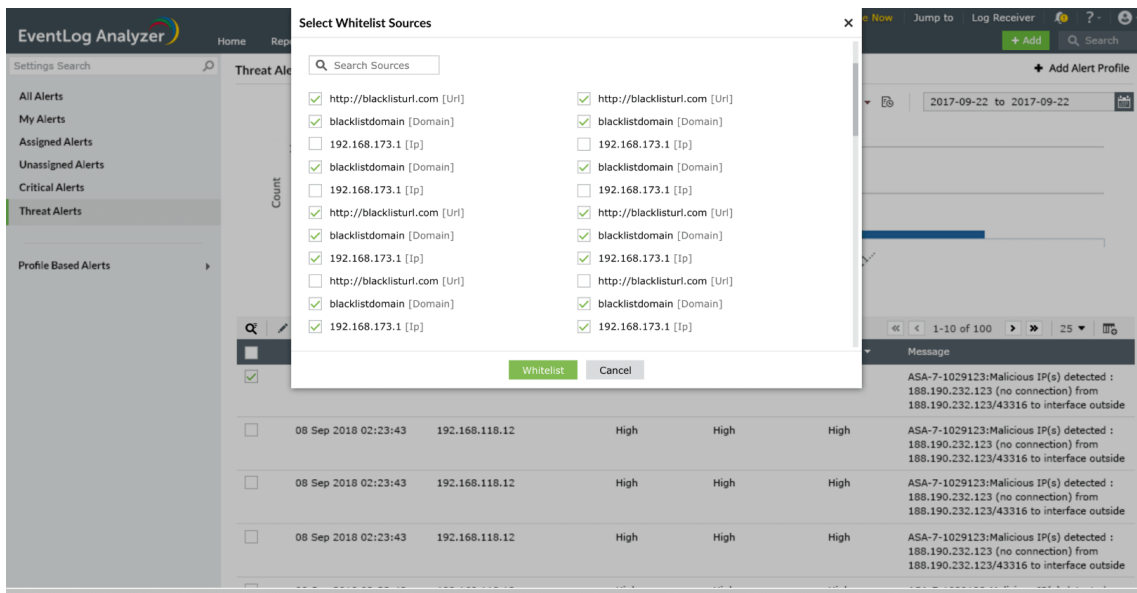 Select Whitelist Sources
e Now Jump to Log Receiver ?
EventLog Analyzer
Home Rep
+ Add Search
Settings Search
Threat Ale
Search Sources
+ Add Alert Profile
All Alerts
My Alerts
Assigned Alerts
Unassigned Alerts
Critical Alerts
Threat Alerts
Profile Based Alerts
Count
2017-09-22 to 2017-09-22
http://blacklisturl.com [Url] http://blacklisturl.com [Url]
blacklistdomain [Domain] blacklistdomain [Domain]
192.168.173.1 [Ip] 192.168.173.1 [Ip]
blacklistdomain [Domain] blacklistdomain [Domain]
192.168.173.1 [Ip] 192.168.173.1 [Ip]
http://blacklisturl.com [Url] http://blacklisturl.com [Url]
blacklistdomain [Domain] blacklistdomain [Domain]
192.168.173.1 [Ip] 192.168.173.1 [Ip]
http://blacklisturl.com [Url] http://blacklisturl.com [Url]
blacklistdomain [Domain] blacklistdomain [Domain]
192.168.173.1 [Ip] 192.168.173.1 [Ip]
Whitelist Cancel
1-10 of 100 25
Message
ASA-7-1029123:Malicious IP(s) detected :
188.190.232.123 (no connection) from
188.190.232.123/43316 to interface outside
08 Sep 2018 02:23:43 192.168.118.12 High High High ASA-7-1029123:Malicious IP(s) detected :
188.190.232.123 (no connection) from
188.190.232.123/43316 to interface outside
08 Sep 2018 02:23:43 192.168.118.12 High High High ASA-7-1029123:Malicious IP(s) detected :
188.190.232.123 (no connection) from
188.190.232.123/43316 to interface outside
08 Sep 2018 02:23:43 192.168.118.12 High High High ASA-7-1029123:Malicious IP(s) detected :
188.190.232.123 (no connection) from
188.190.232.123/43316 to interface outside